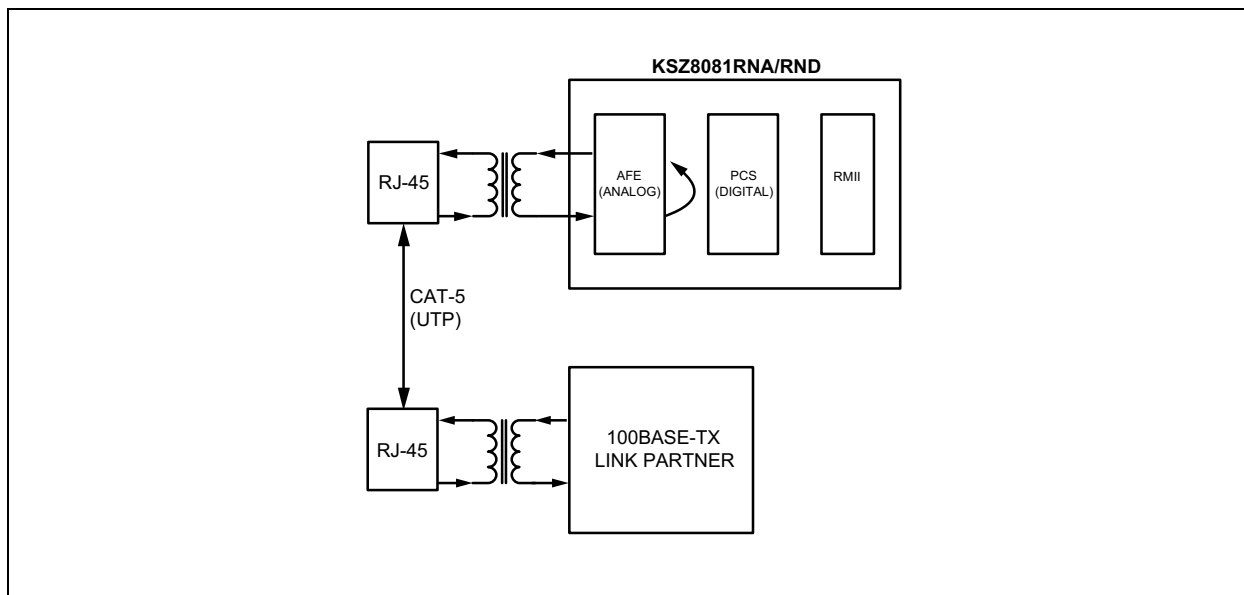 KSZ8081RNA/RND
RJ-45
AFE
(ANALOG)
PCS
(DIGITAL)
RMII
CAT-5
(UTP)
RJ-45
100BASE-TX
LINK PARTNER